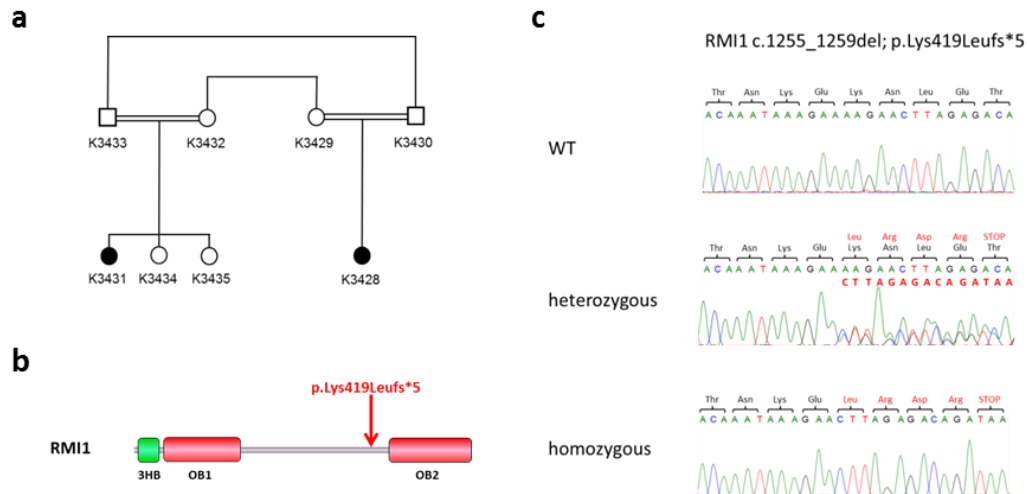 a
K3433
K3432
K3429
K3430
K3431
K3434
K3435
K3428
b
p.Lys419Leufs*5
RMI1
3HB
OB1
OB2
c
RMI1 c.1255_1259del; p.Lys419Leufs*5
WT
Thr Asn Lys Glu Lys Asn Leu Glu Thr
A C A A A T A A A G A A A A G A A C T T A G A G A C A
heterozygous
Leu Arg Asp Arg STOP
Thr Asn Lys Glu Lys Asn Leu Glu Thr
A C A A A T A A A G A A A A G A A C T T A G A G A C A
C T T A G A G A C A G A T A A
homozygous
Thr Asn Lys Glu Leu Arg Asp Arg STOP
A C A A A T A A A G A A C T T A G A G A C A G A T A A